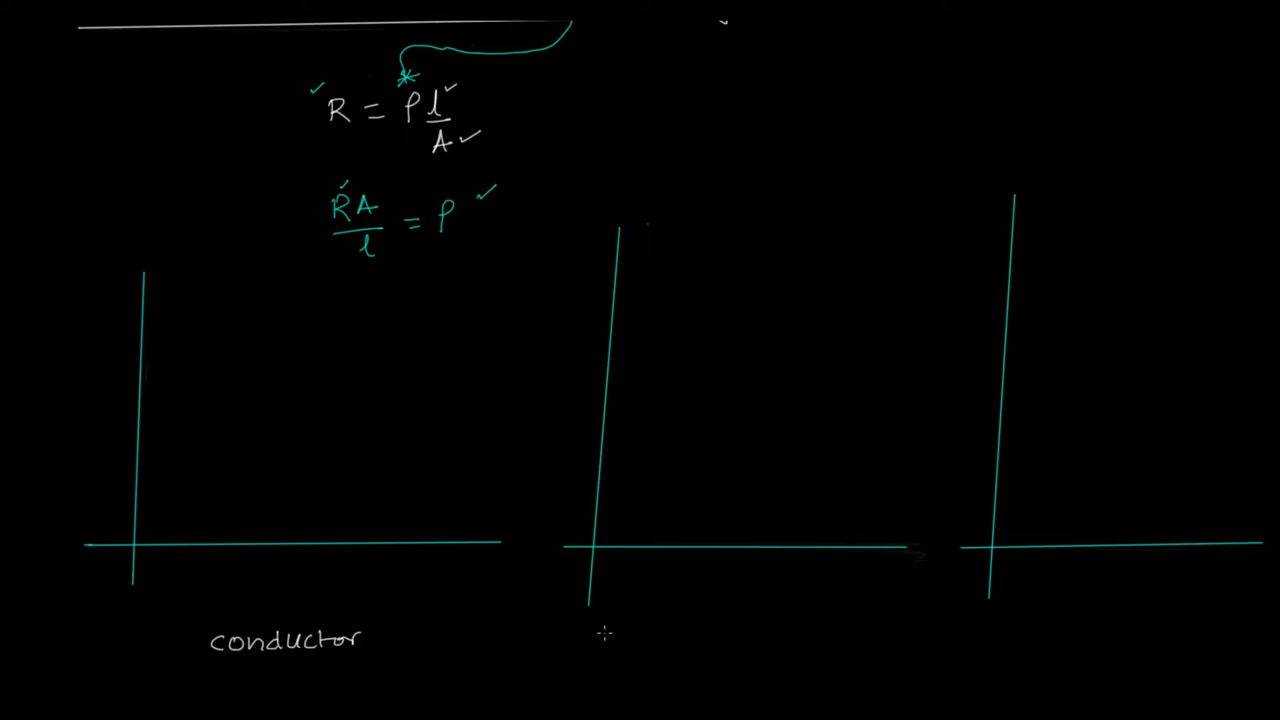 R = ρl/A
RA/l = ρ
conductor